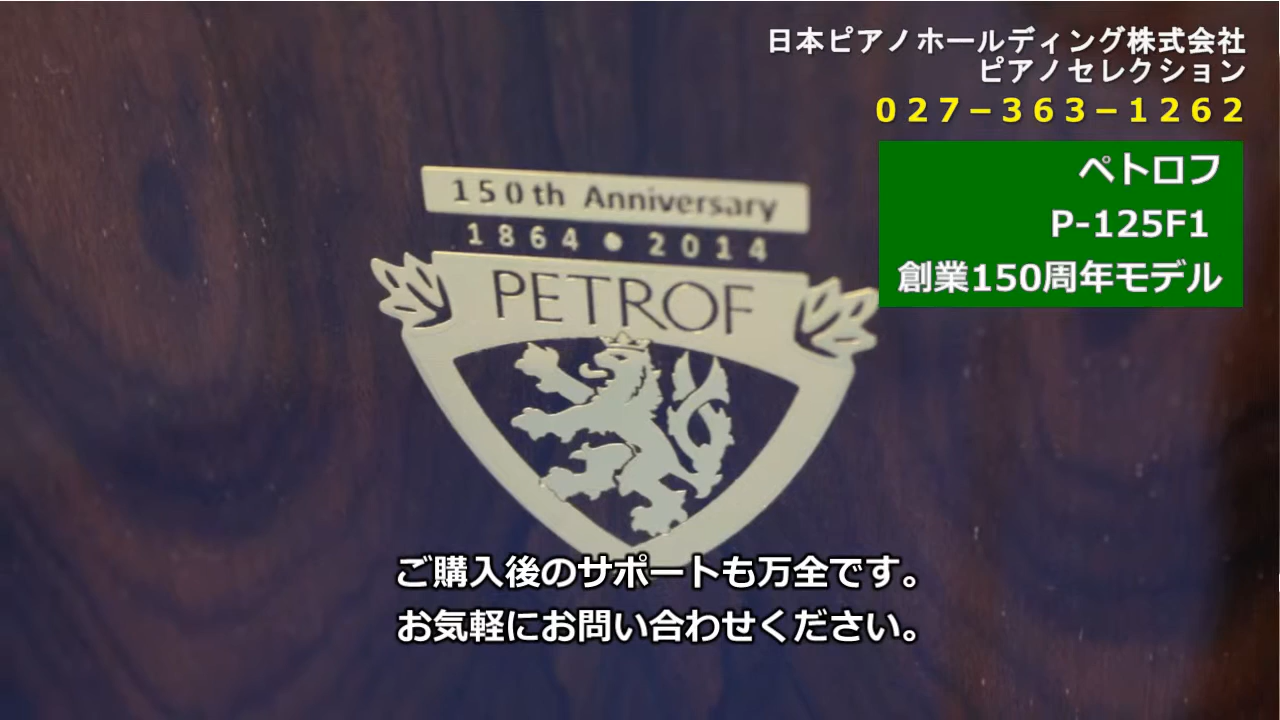 日本ピアノホールディング株式会社
ピアノセレクション
０２７－３６３－１２６２
ペトロフ
P-125F1
創業150周年モデル
150th Anniversary
1864●2014
PETROF
ご購入後のサポートも万全です。
お気軽にお問い合わせください。